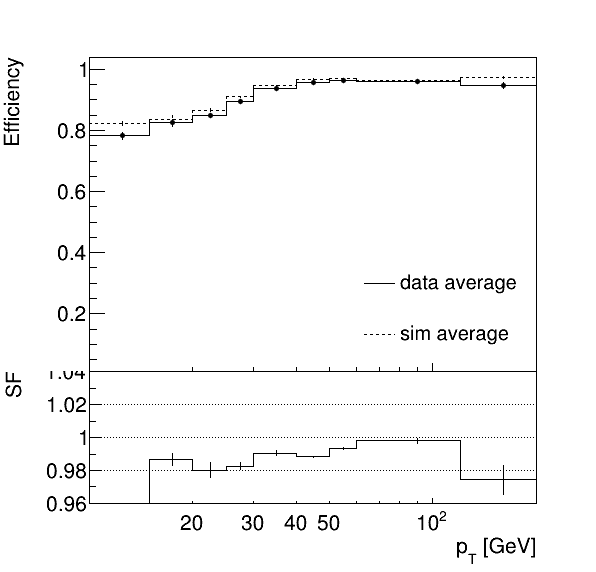 Efficiency
1
0.8
0.6
0.4
0.2
data average
sim average
SF
1.04
1.02
1
0.98
0.96
20 30 40 50 10²
p_T [GeV]